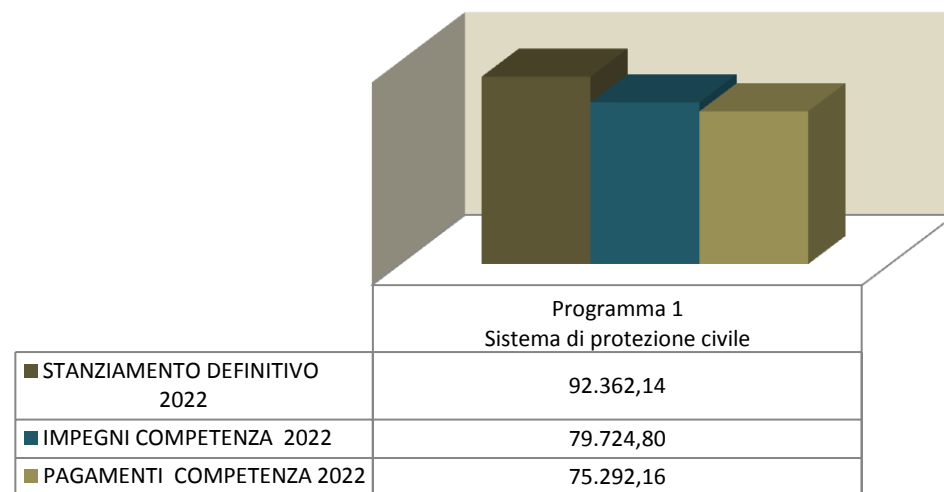 Programma 1
Sistema di protezione civile
STANZIAMENTO DEFINITIVO
2022
92.362,14
IMPEGNI COMPETENZA 2022
79.724,80
PAGAMENTI COMPETENZA 2022
75.292,16